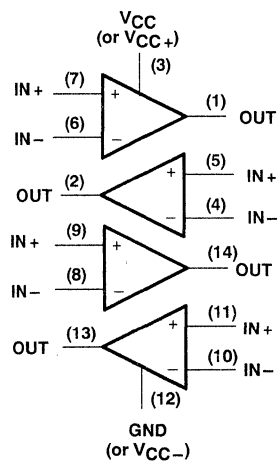 VCC
(or VCC+)
(3)
(7)
IN+
+
(1)
(6)
OUT
IN−
−
(5)
(2)
+
IN+
OUT
(4)
−
IN−
(9)
IN+
+
(14)
(8)
OUT
IN−
−
(11)
+
IN+
(13)
OUT
(10)
−
IN−
(12)
GND
(or VCC−)